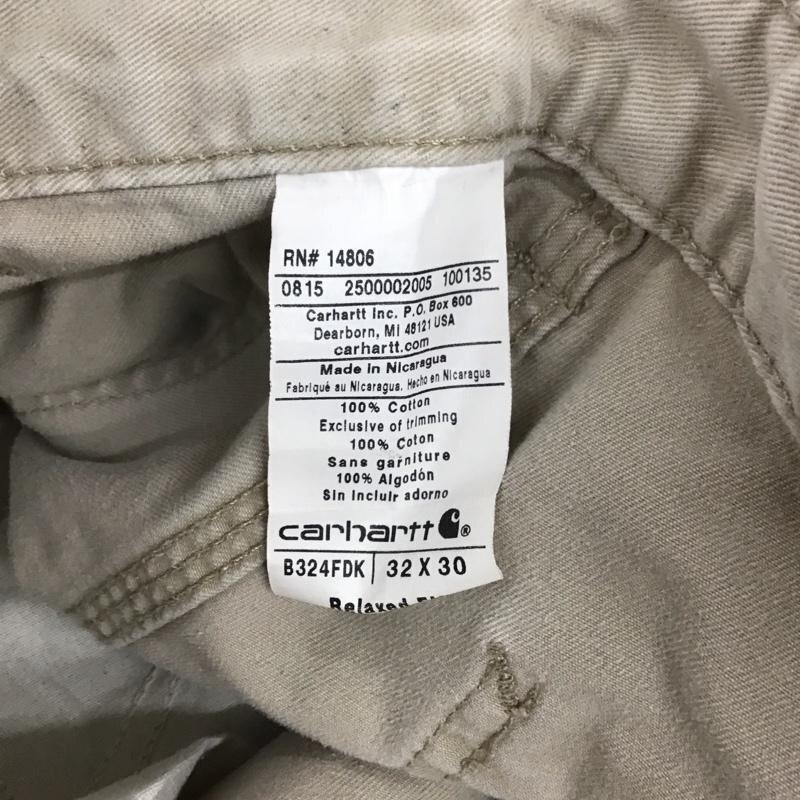 RN# 14806
0815 2500002005 100135
Carhartt Inc. P.O. Box 600
Dearborn, MI 48121 USA
carhartt.com
Made in Nicaragua
Fabriqué au Nicaragua. Hecho en Nicaragua
100% Cotton
Exclusive of trimming
100% Coton
Sans garniture
100% Algodón
Sin incluir adorno
carhartt ®
B324FDK | 32 X 30
Relaxed